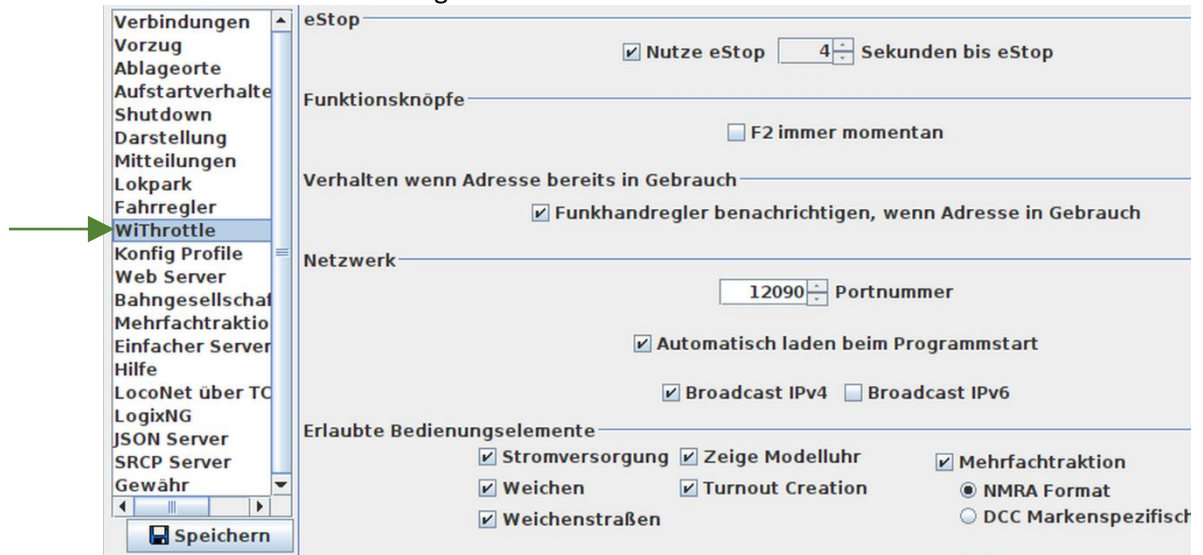 Verbindungen
Vorzug
Ablageorte
Aufstartverhalte
Shutdown
Darstellung
Mitteilungen
Lokpark
Fahrregler
WiThrottle
Konfig Profile
Web Server
Bahngesellschaf
Mehrfachtraktio
Einfacher Server
Hilfe
LocoNet über TC
LogixNG
JSON Server
SRCP Server
Gewähr
Speichern
eStop
Nutze eStop 4 Sekunden bis eStop
Funktionsknöpfe
F2 immer momentan
Verhalten wenn Adresse bereits in Gebrauch
Funkhandregler benachrichtigen, wenn Adresse in Gebrauch
Netzwerk
12090 Portnummer
Automatisch laden beim Programmstart
Broadcast IPv4 Broadcast IPv6
Erlaubte Bedienungselemente
Stromversorgung Zeige Modelluhr Mehrfachtraktion
Weichen Turnout Creation NMRA Format
Weichenstraßen DCC Markenspezifisch